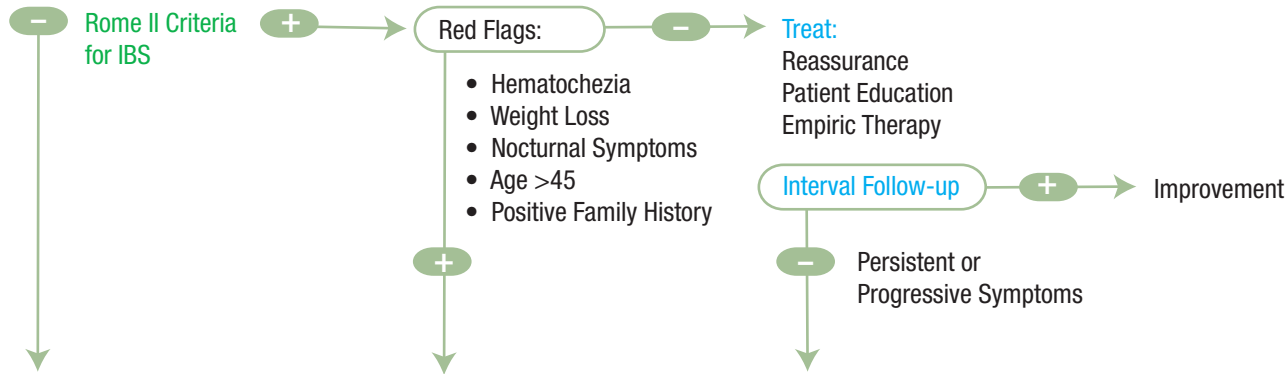 –
Rome II Criteria
for IBS
+
Red Flags:
• Hematochezia
• Weight Loss
• Nocturnal Symptoms
• Age >45
• Positive Family History
+
–
Treat:
Reassurance
Patient Education
Empiric Therapy
Interval Follow-up
+
Improvement
–
Persistent or
Progressive Symptoms